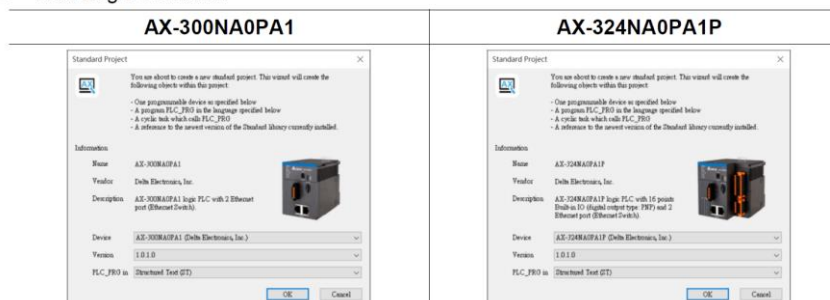 AX-300NA0PA1
AX-324NA0PA1P
Standard Project
You are about to create a new standard project. This wizard will create the
following objects within this project:
- One programmable device as specified below
- A program PLC_PRG in the language specified below
- A cyclic task which calls PLC_PRG
- A reference to the newest version of the Standard library currently installed.
Information
Name AX-300NA0PA1
Vendor Delta Electronics, Inc.
Description AX-300NA0PA1 logic PLC with 2 Ethernet
port (Ethernet Switch).
Device AX-300NA0PA1 (Delta Electronics, Inc.)
Version 1.0.1.0
PLC_PRG in Structured Text (ST)
OK Cancel
Standard Project
You are about to create a new standard project. This wizard will create the
following objects within this project:
- One programmable device as specified below
- A program PLC_PRG in the language specified below
- A cyclic task which calls PLC_PRG
- A reference to the newest version of the Standard library currently installed.
Information
Name AX-324NA0PA1P
Vendor Delta Electronics, Inc.
Description AX-324NA0PA1P logic PLC with 16 points
Built-in IO (digital output type: PNP) and 2
Ethernet port (Ethernet Switch).
Device AX-324NA0PA1P (Delta Electronics, Inc.)
Version 1.0.1.0
PLC_PRG in Structured Text (ST)
OK Cancel